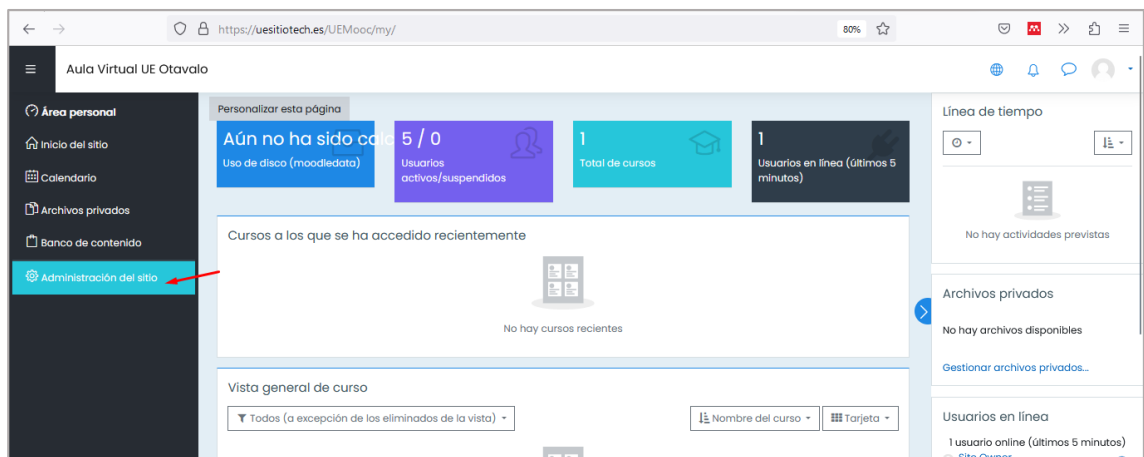 https://uesitiotech.es/UEMooc/my/
80%
Aula Virtual UE Otavalo
Área personal
Inicio del sitio
Calendario
Archivos privados
Banco de contenido
Administración del sitio
Personalizar esta página
Aún no ha sido calc
Uso de disco (moodledata)
5 / 0
Usuarios
activos/suspendidos
1
Total de cursos
1
Usuarios en línea (últimos 5
minutos)
Cursos a los que se ha accedido recientemente
No hay cursos recientes
Vista general de curso
Todos (a excepción de los eliminados de la vista)
Nombre del curso
Tarjeta
Línea de tiempo
No hay actividades previstas
Archivos privados
No hay archivos disponibles
Gestionar archivos privados...
Usuarios en línea
1 usuario online (últimos 5 minutos)
Site Owner